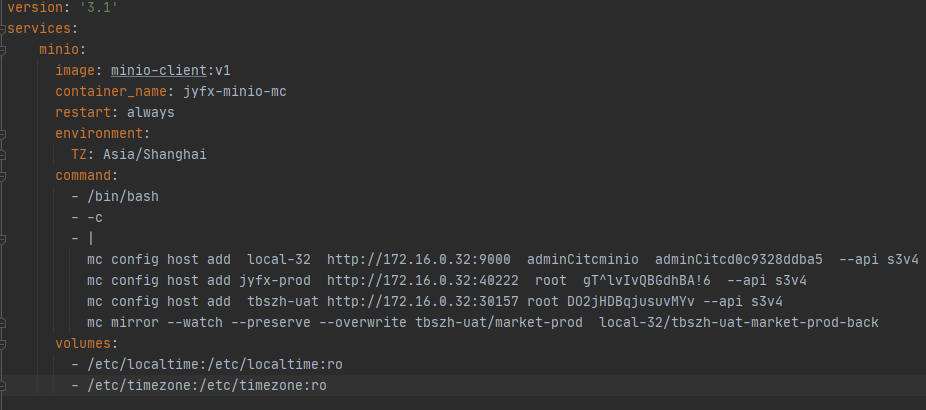 version: '3.1'
services:
minio:
image: minio-client:v1
container_name: jyfx-minio-mc
restart: always
environment:
TZ: Asia/Shanghai
command:
- /bin/bash
- -c
- |
mc config host add  local-32  http://172.16.0.32:9000  adminCitcminio  adminCitcd0c9328ddba5  --api s3v4
mc config host add jyfx-prod  http://172.16.0.32:40222  root  gT^lvIvQBGdhBA!6  --api s3v4
mc config host add  tbszh-uat http://172.16.0.32:30157 root DO2jHDBqjusuvMYv --api s3v4
mc mirror --watch --preserve --overwrite tbszh-uat/market-prod  local-32/tbszh-uat-market-prod-back
volumes:
- /etc/localtime:/etc/localtime:ro
- /etc/timezone:/etc/timezone:ro